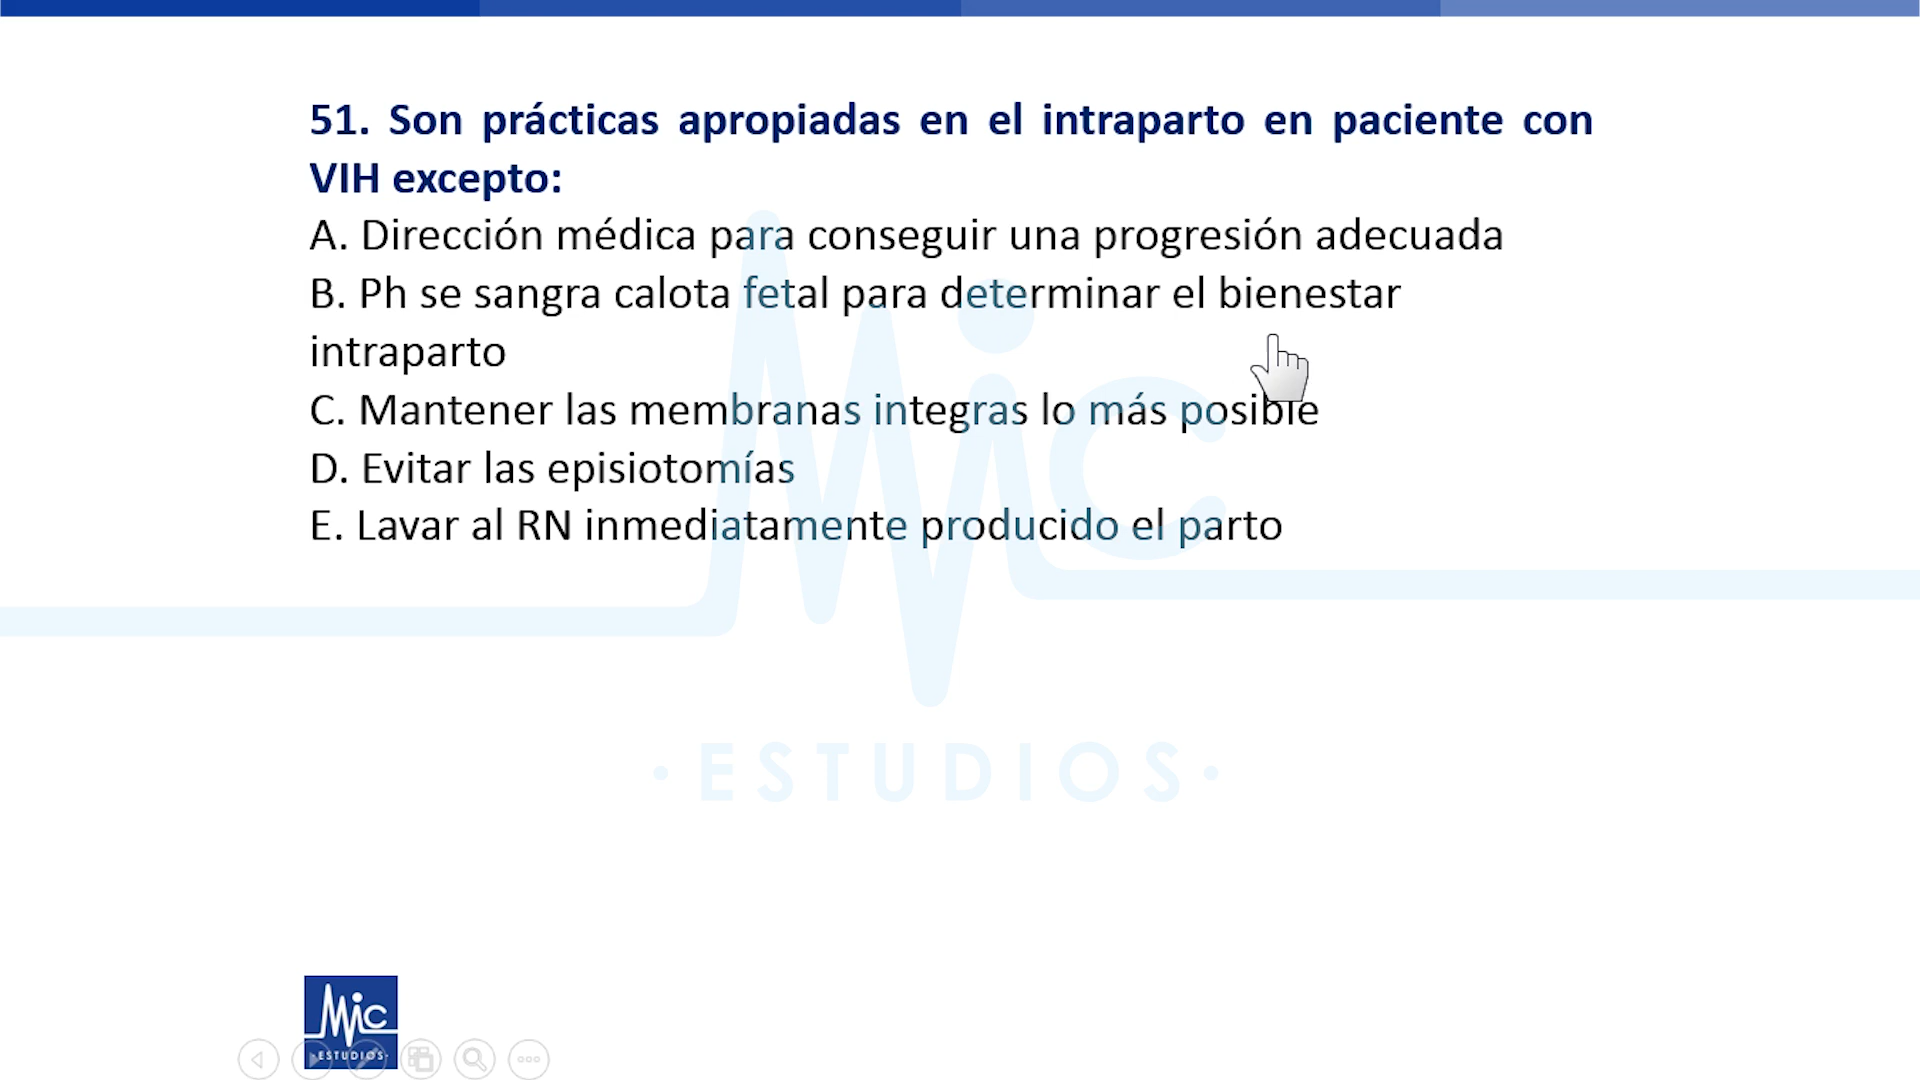 51. Son prácticas apropiadas en el intraparto en paciente con
VIH excepto:
A. Dirección médica para conseguir una progresión adecuada
B. Ph se sangra calota fetal para determinar el bienestar
intraparto
C. Mantener las membranas integras lo más posible
D. Evitar las episiotomías
E. Lavar al RN inmediatamente producido el parto
Mic
·ESTUDIOS·
Mic
·ESTUDIOS·